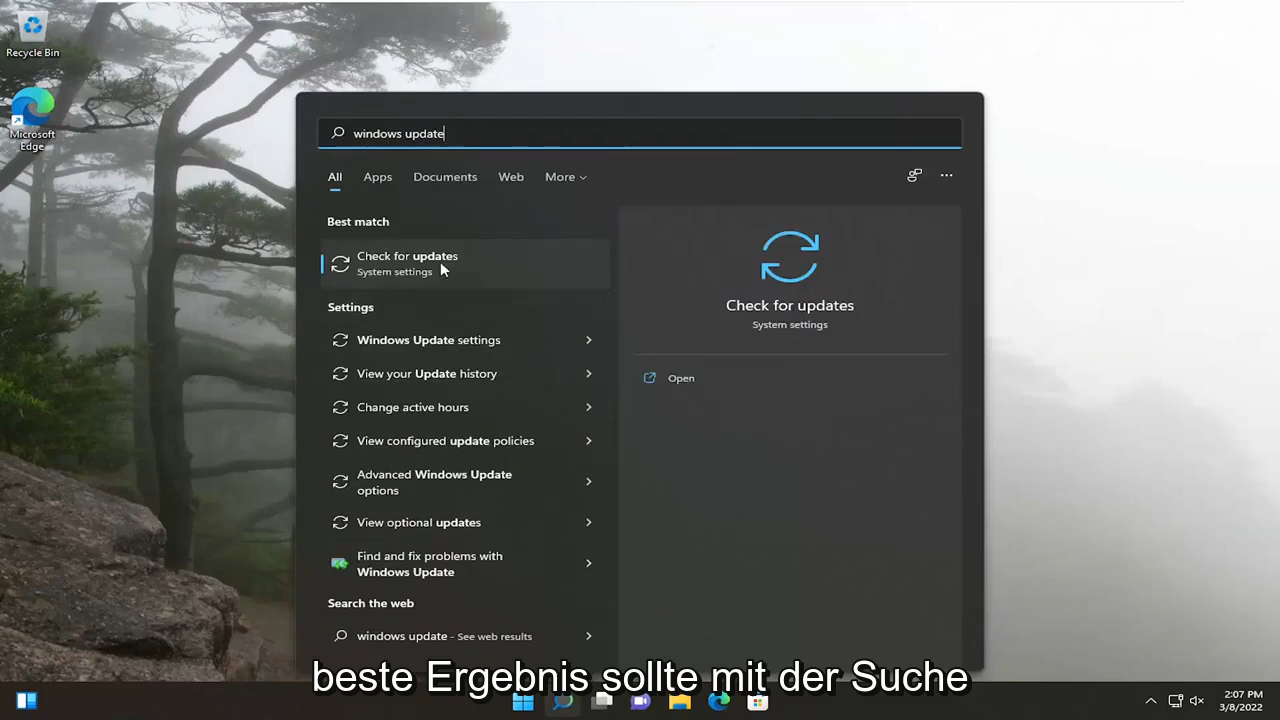 Recycle Bin
Microsoft
Edge
windows update
All
Apps
Documents
Web
More
Best match
Check for updates
System settings
Settings
Windows Update settings
View your Update history
Change active hours
View configured update policies
Advanced Windows Update
options
View optional updates
Find and fix problems with
Windows Update
Search the web
windows update - See web results
Check for updates
System settings
Open
beste Ergebnis sollte mit der Suche
2:07 PM
3/8/2022